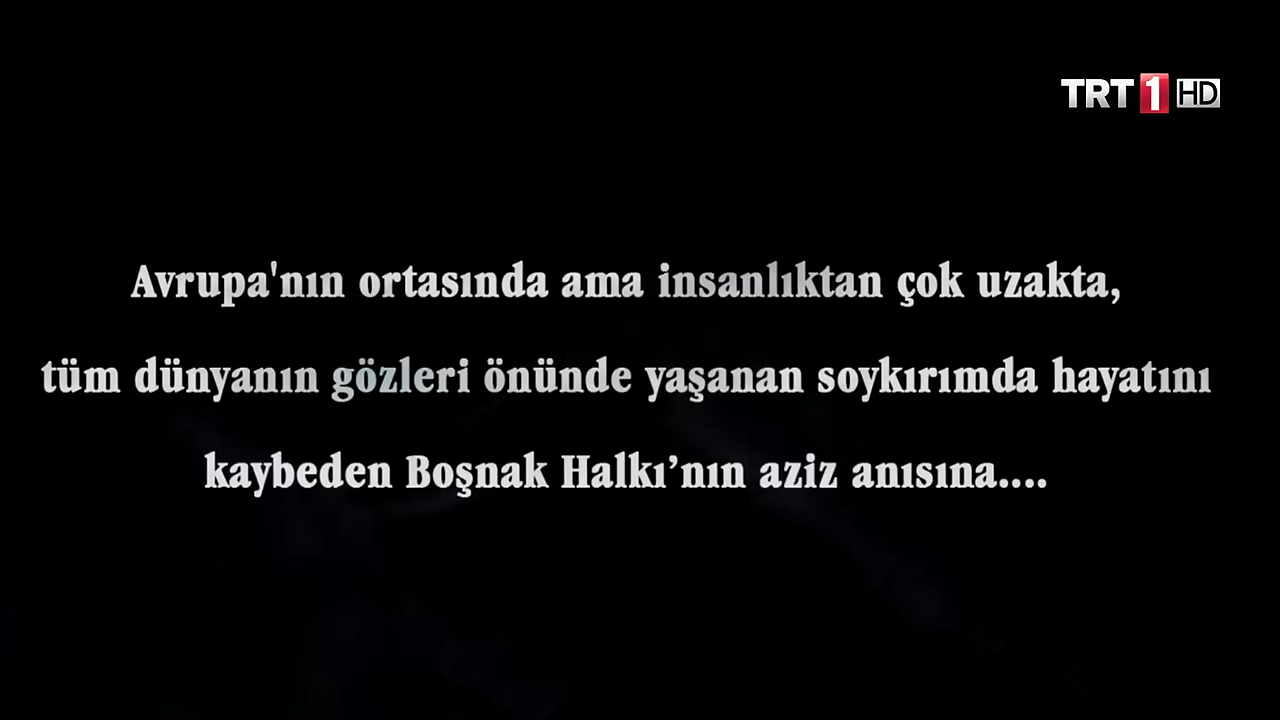 TRT 1 HD
Avrupa'nın ortasında ama insanlıktan çok uzakta,
tüm dünyanın gözleri önünde yaşanan soykırımda hayatını
kaybeden Boşnak Halkı’nın aziz anısına....